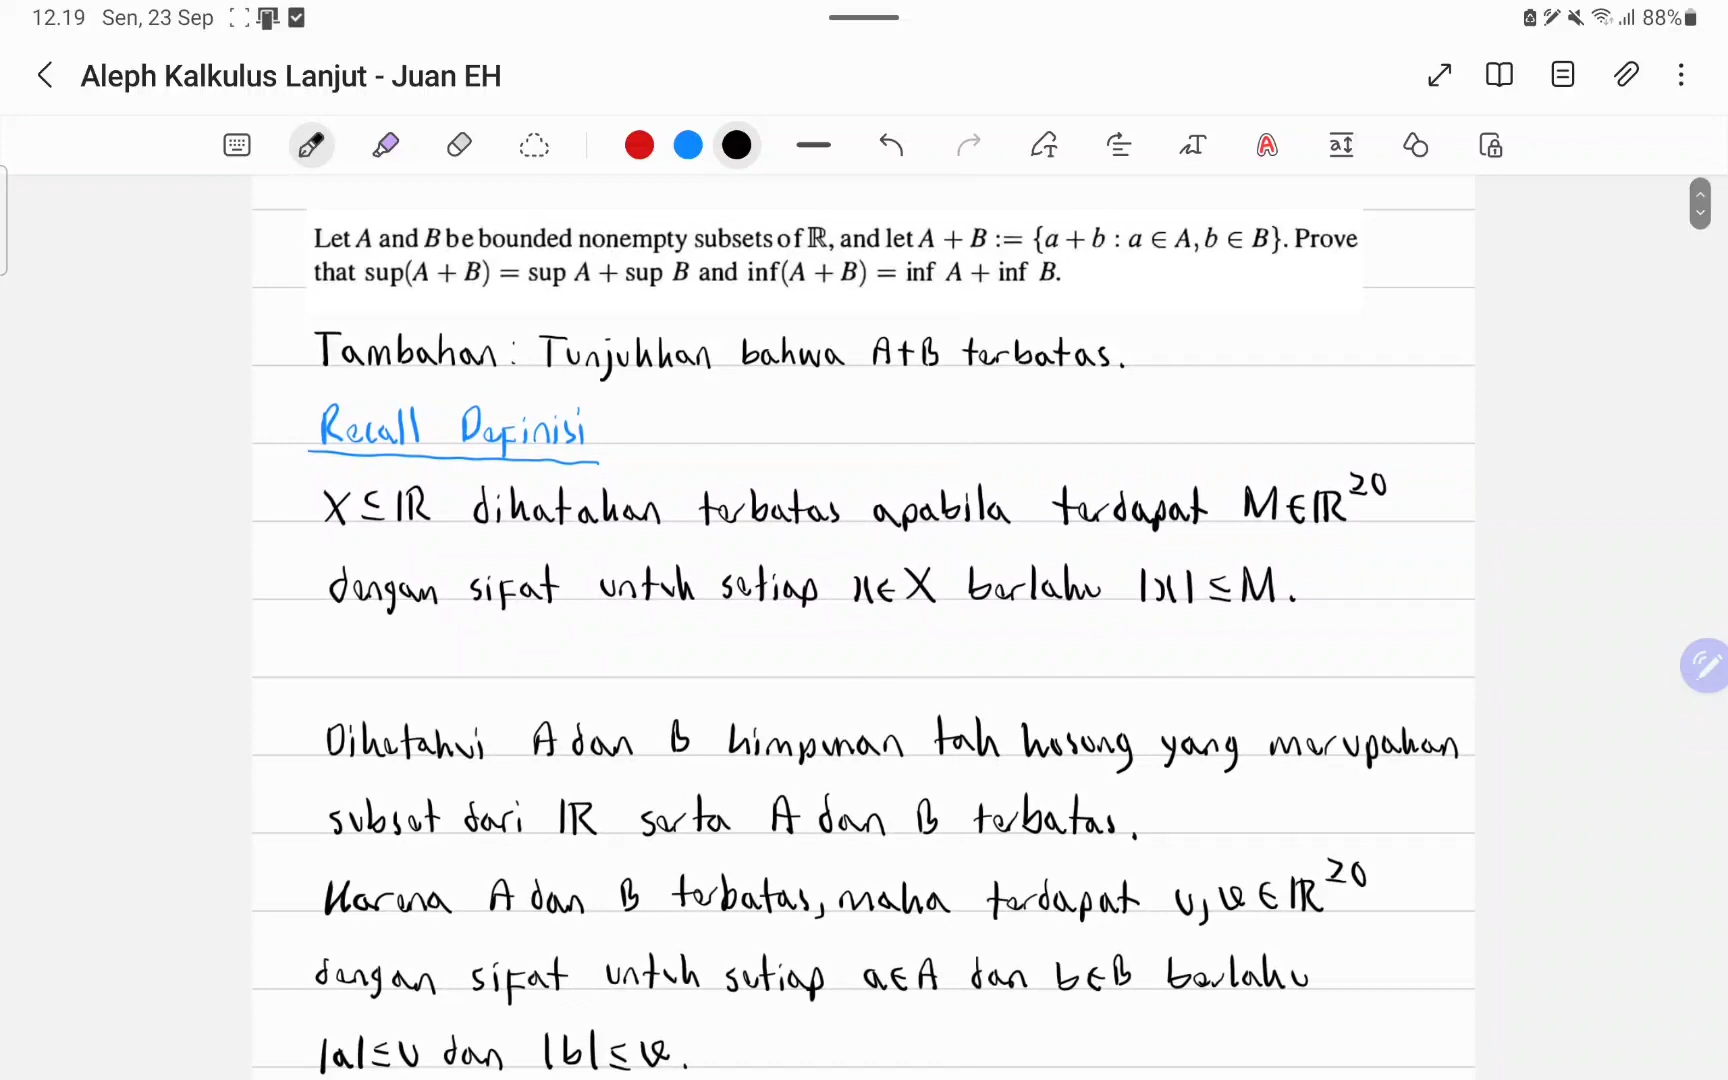 12.19 Sen, 23 Sep
88%
Aleph Kalkulus Lanjut - Juan EH
Let A and B be bounded nonempty subsets of ℝ, and let A + B := {a + b : a ∈ A, b ∈ B}. Prove
that sup(A + B) = sup A + sup B and inf(A + B) = inf A + inf B.
Tambahan : Tunjukkan bahwa A+B terbatas.
Recall Definisi
X ⊆ ℝ dikatakan terbatas apabila terdapat M ∈ ℝ^≥0
dengan sifat untuk setiap x ∈ X berlaku |x| ≤ M.
Diketahui A dan B himpunan tak kosong yang merupakan
subset dari ℝ serta A dan B terbatas.
Karena A dan B terbatas, maka terdapat u, v ∈ ℝ^≥0
dengan sifat untuk setiap a ∈ A dan b ∈ B berlaku
|a| ≤ u dan |b| ≤ v.